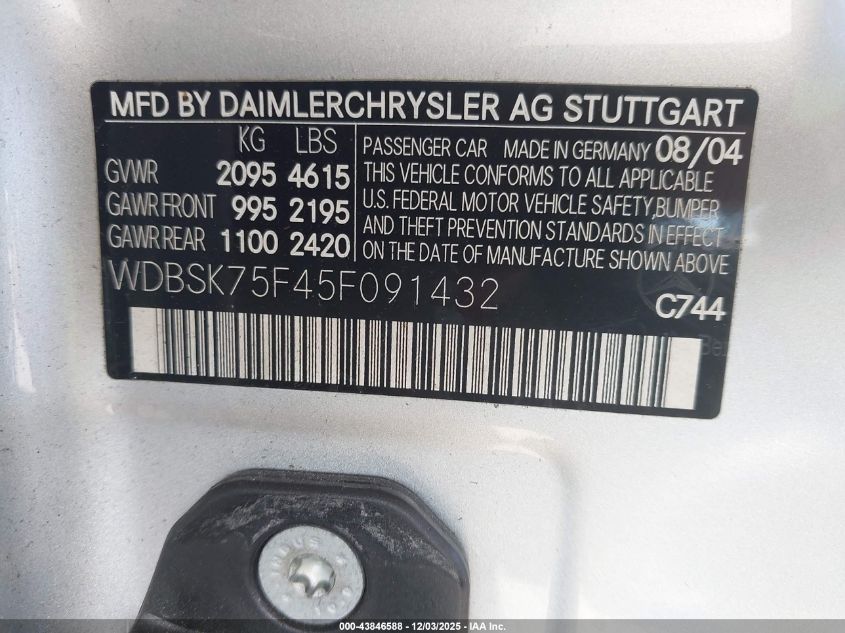 MFD BY DAIMLERCHRYSLER AG STUTTGART
KG LBS
GVWR 2095 4615
GAWR FRONT 995 2195
GAWR REAR 1100 2420
PASSENGER CAR MADE IN GERMANY 08/04
THIS VEHICLE CONFORMS TO ALL APPLICABLE
U.S. FEDERAL MOTOR VEHICLE SAFETY, BUMPER
AND THEFT PREVENTION STANDARDS IN EFFECT
ON THE DATE OF MANUFACTURE SHOWN ABOVE
WDBSK75F45F091432
C744
000-43846588 - 12/03/2025 - IAA Inc.